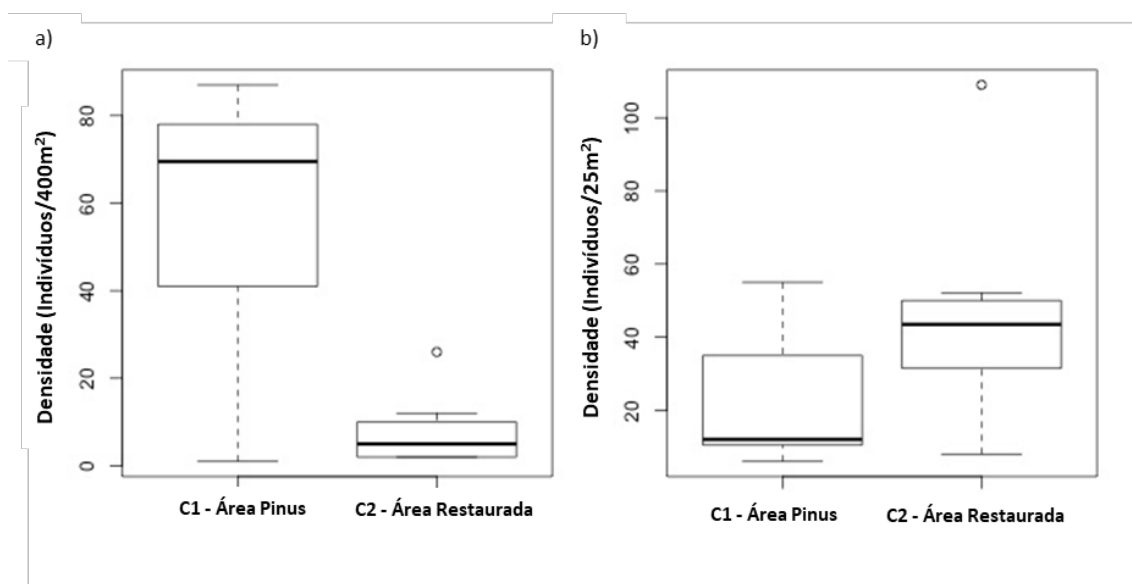 a)
Densidade (Indivíduos/400m²)
80
60
40
20
0
C1 - Área Pinus
C2 - Área Restaurada
b)
Densidade (Indivíduos/25m²)
100
80
60
40
20
C1 - Área Pinus
C2 - Área Restaurada